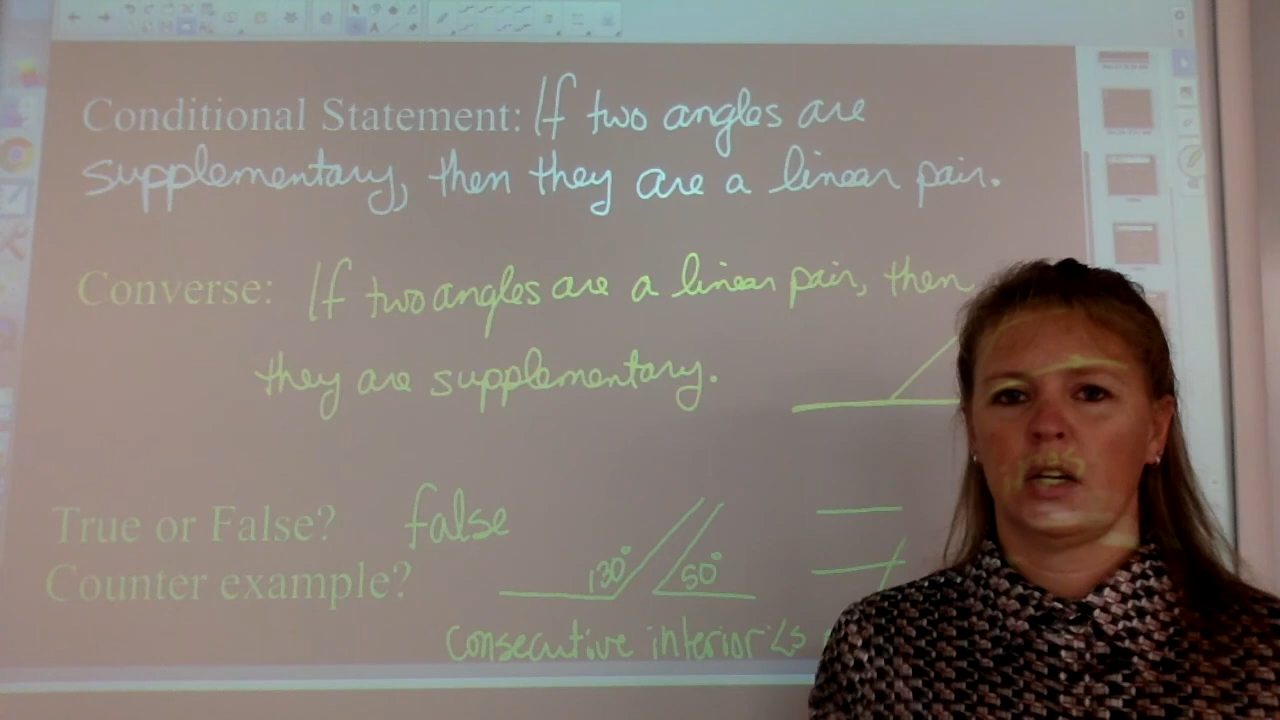 Conditional Statement: If two angles are
supplementary, then they are a linear pair.
Converse: If two angles are a linear pair, then
they are supplementary.
True or False? false
Counter example? 130° 50°
consecutive interior ∠s